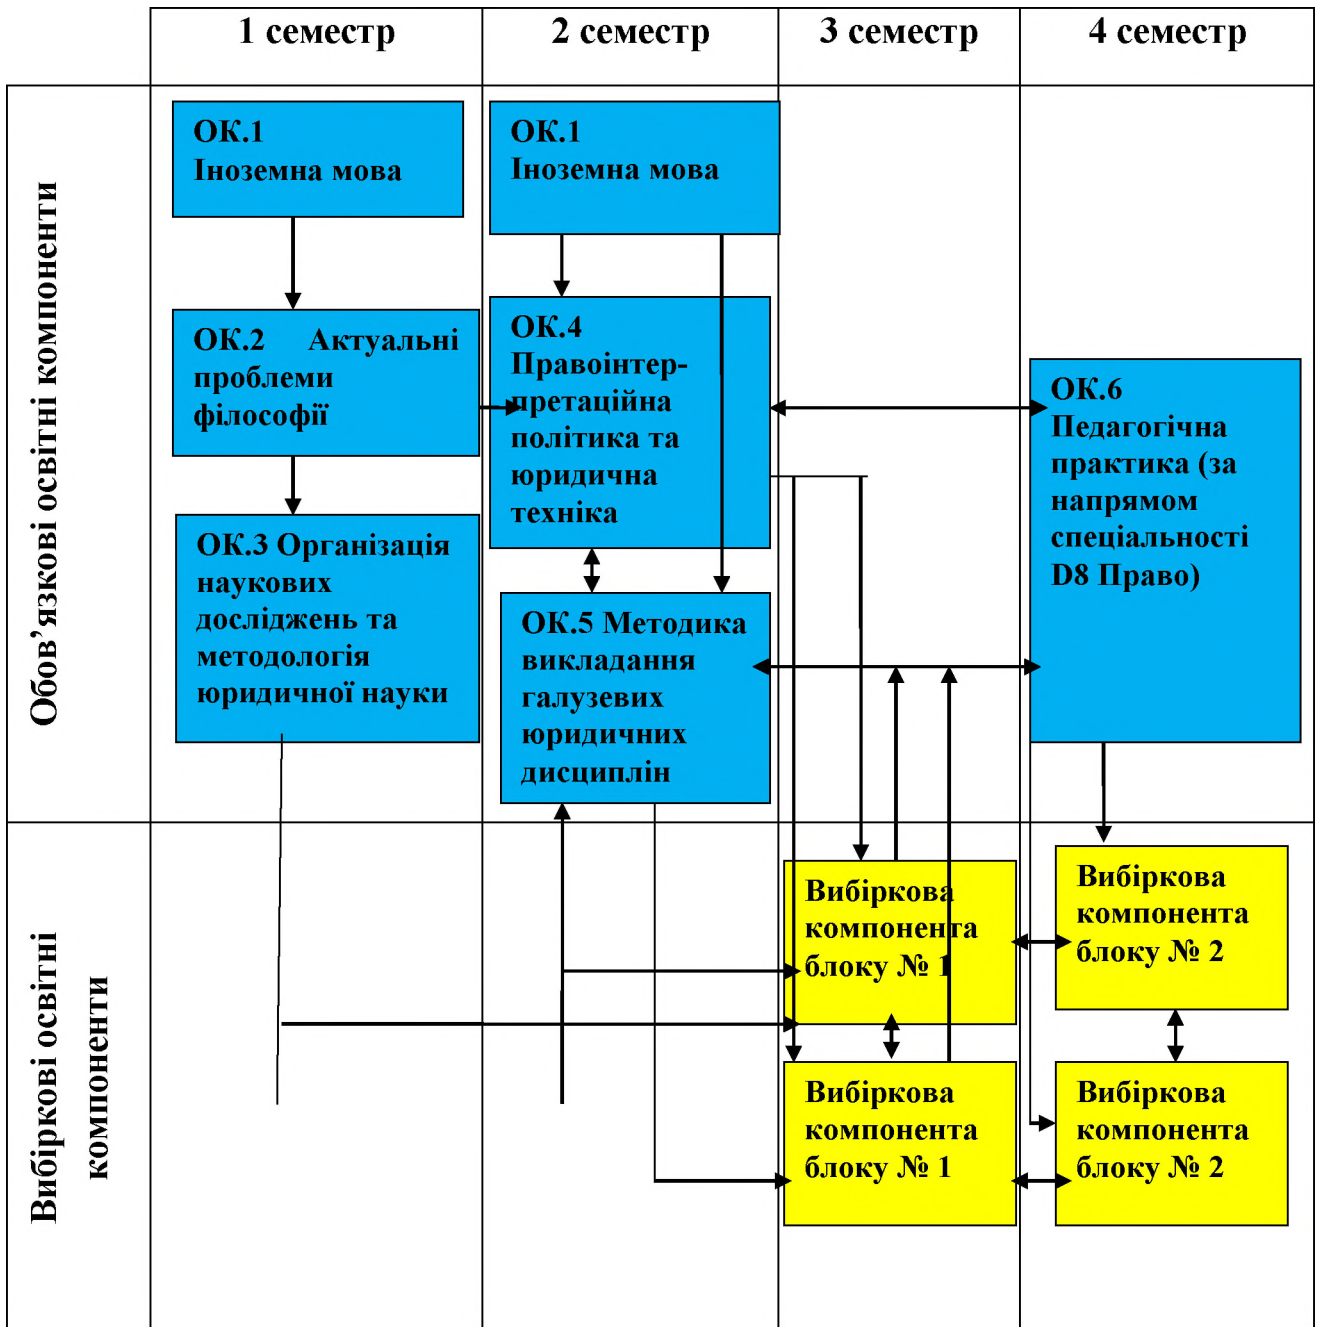 1 семестр
2 семестр
3 семестр
4 семестр
Обов’язкові освітні компоненти
ОК.1
Іноземна мова
ОК.2 Актуальні
проблеми
філософії
ОК.3 Організація
наукових
досліджень та
методологія
юридичної науки
ОК.1
Іноземна мова
ОК.4
Правоінтер-
претаційна
політика та
юридична
техніка
ОК.5 Методика
викладання
галузевих
юридичних
дисциплін
ОК.6
Педагогічна
практика (за
напрямом
спеціальності
D8 Право)
Вибіркові освітні
компоненти
Вибіркова
компонента
блоку № 1
Вибіркова
компонента
блоку № 2
Вибіркова
компонента
блоку № 1
Вибіркова
компонента
блоку № 2